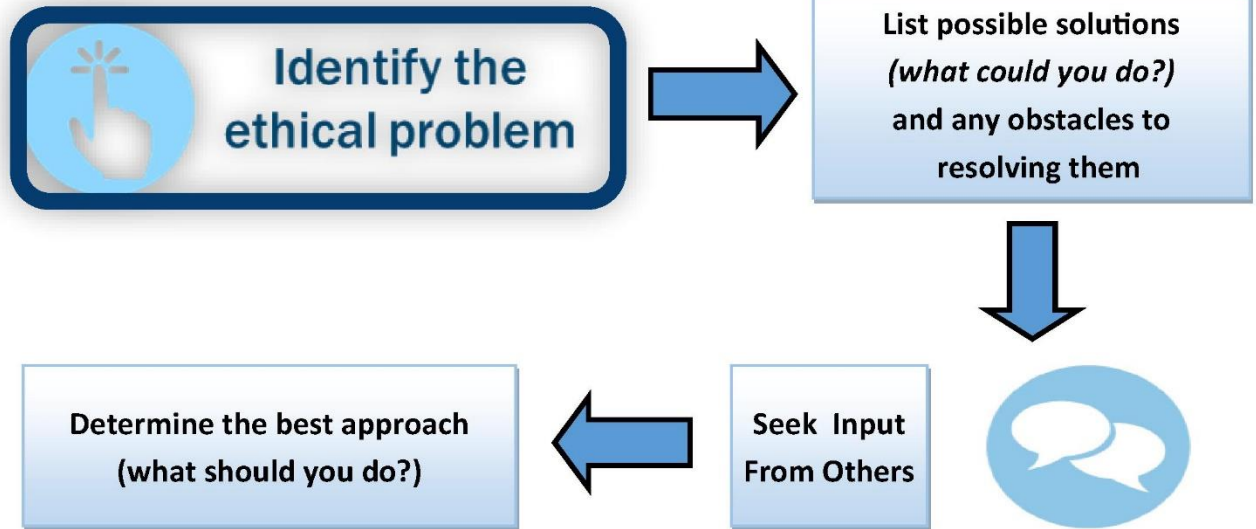 Identify the
ethical problem
List possible solutions
(what could you do?)
and any obstacles to
resolving them
Seek Input
From Others
Determine the best approach
(what should you do?)